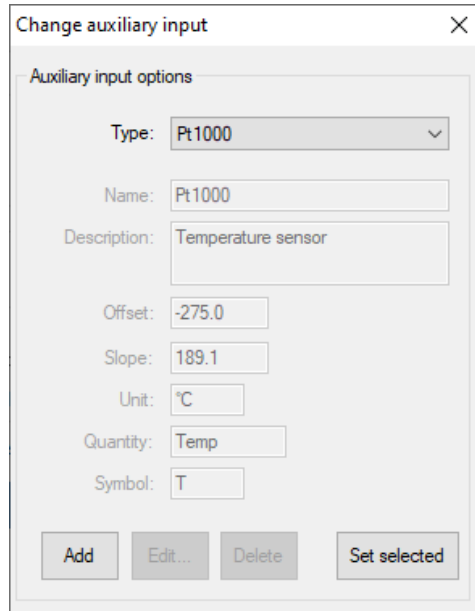 Change auxiliary input
Auxiliary input options
Type: Pt1000
Name: Pt1000
Description: Temperature sensor
Offset: -275.0
Slope: 189.1
Unit: °C
Quantity: Temp
Symbol: T
Add Edit... Delete Set selected